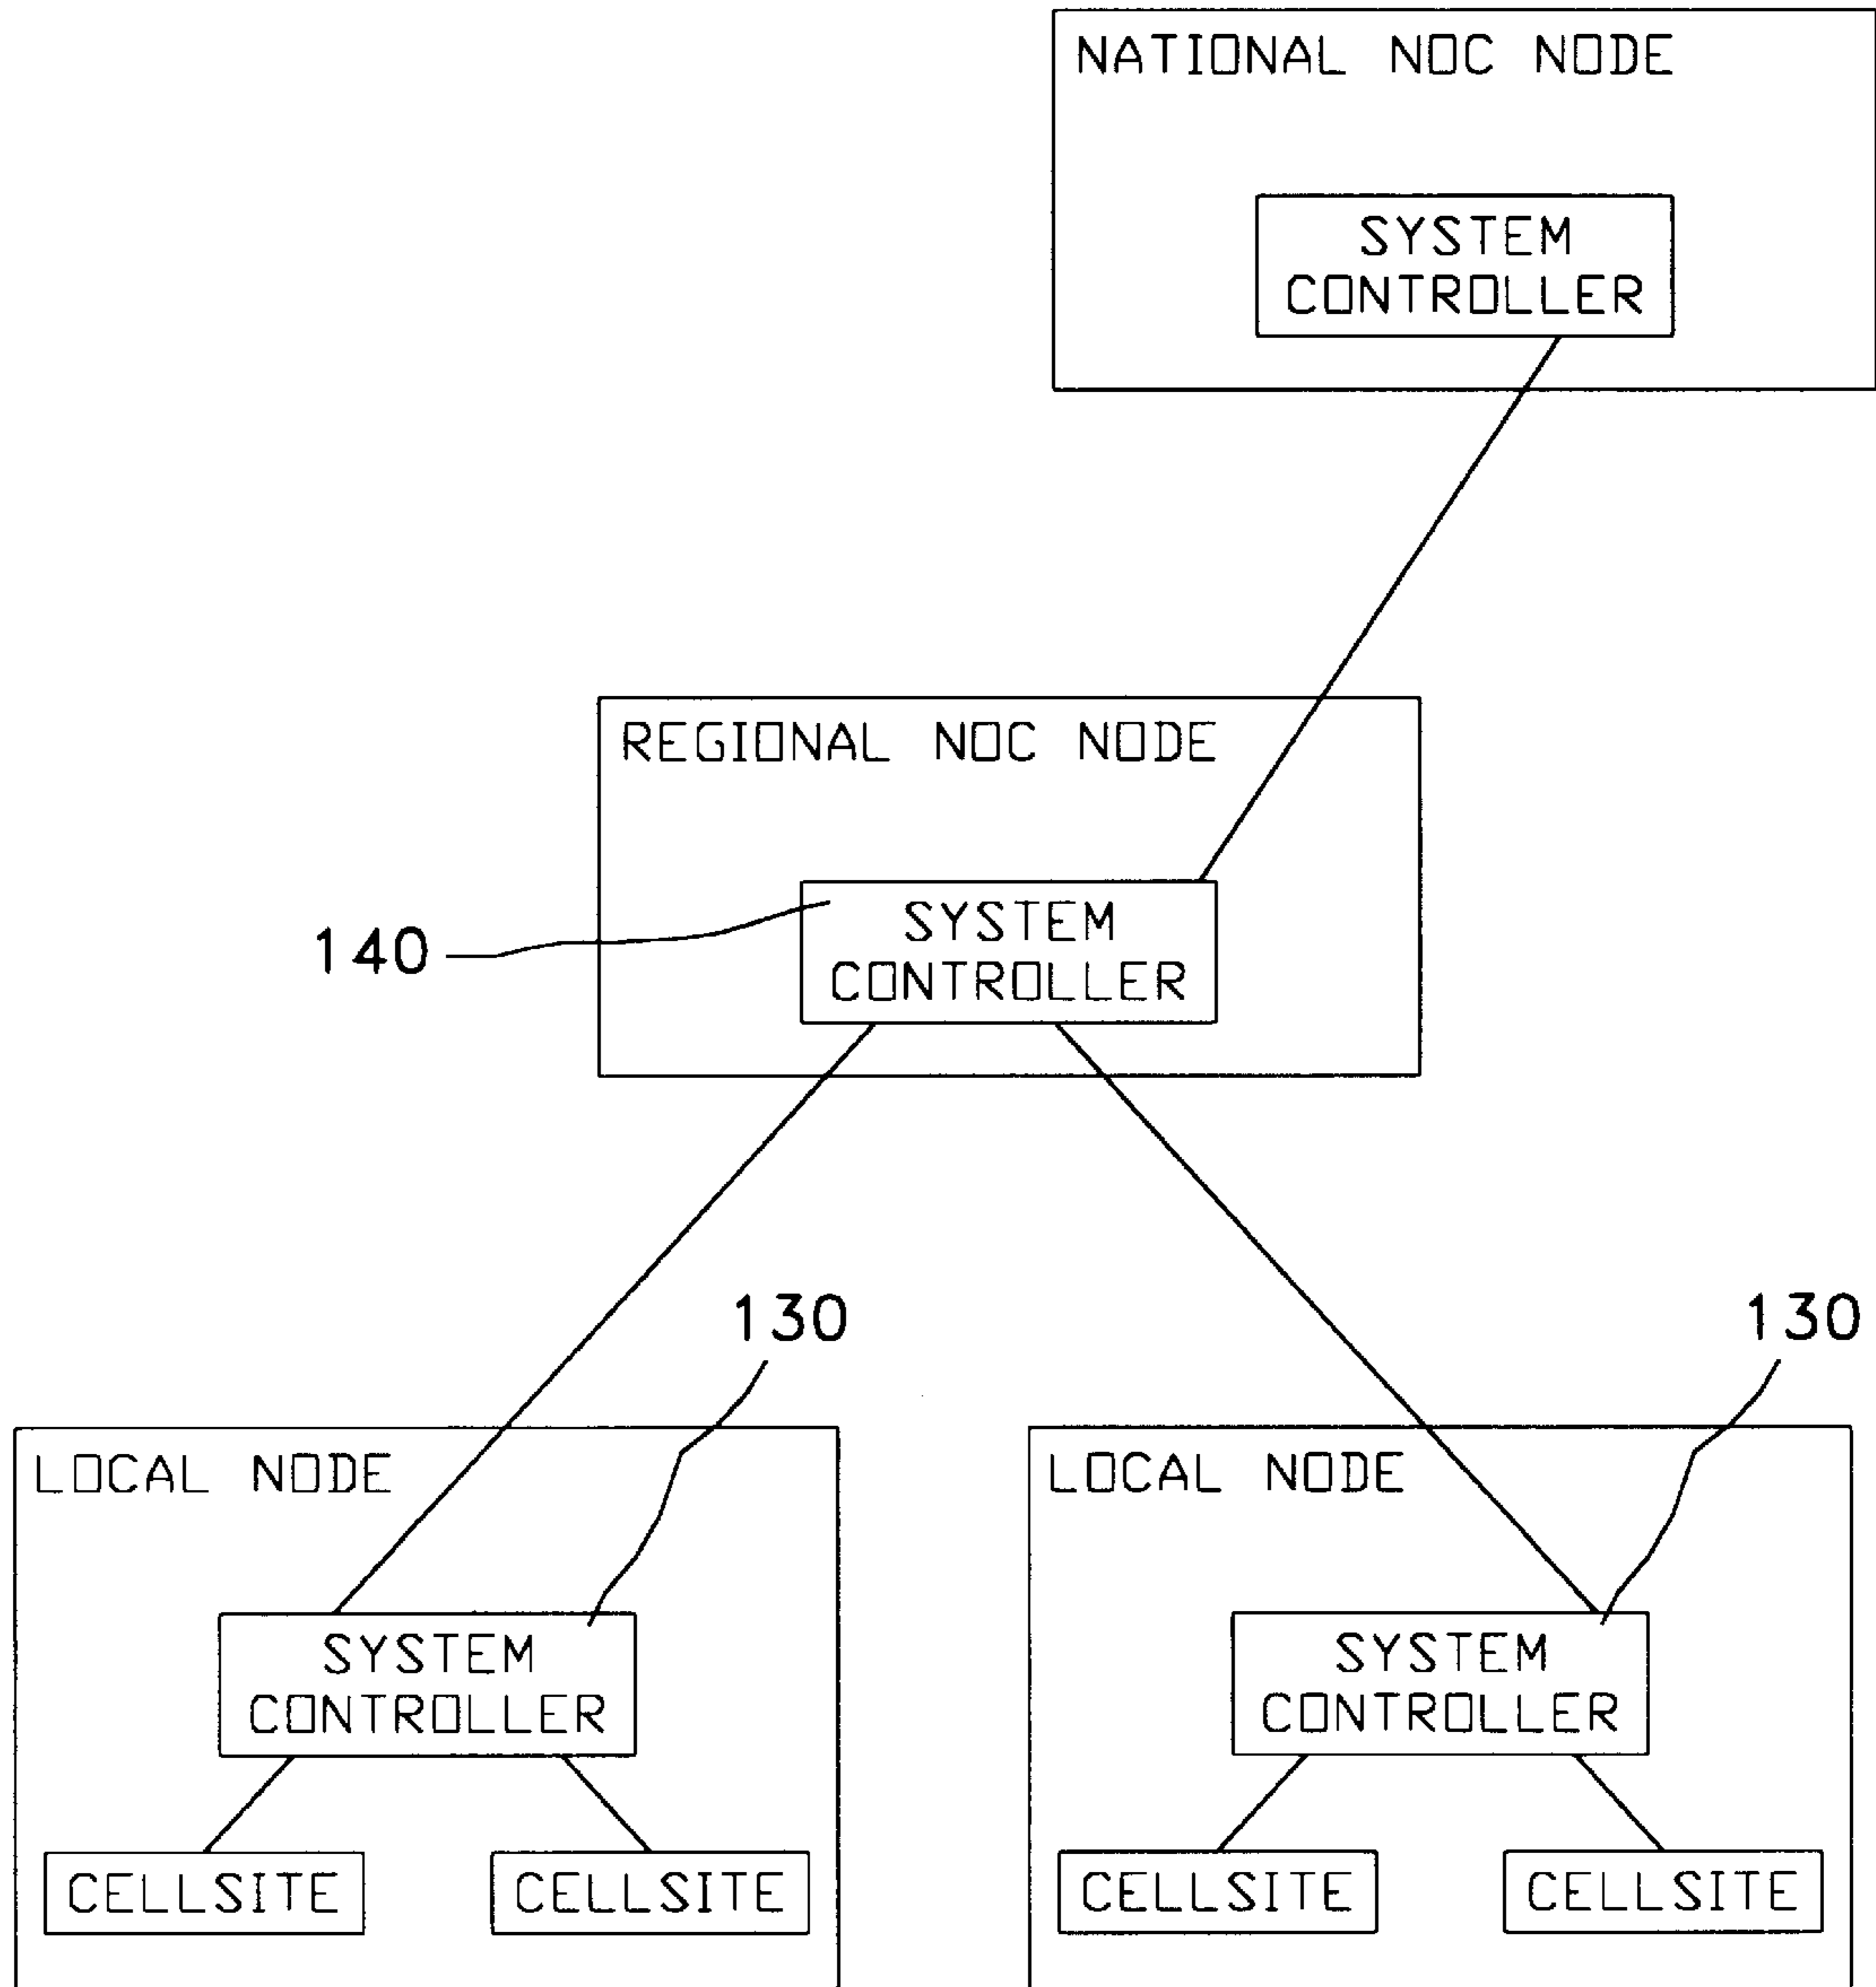 NATIONAL NOC NODE
SYSTEM
CONTROLLER
REGIONAL NOC NODE
140
SYSTEM
CONTROLLER
130
130
LOCAL NODE
LOCAL NODE
SYSTEM
CONTROLLER
SYSTEM
CONTROLLER
CELLSITE
CELLSITE
CELLSITE
CELLSITE